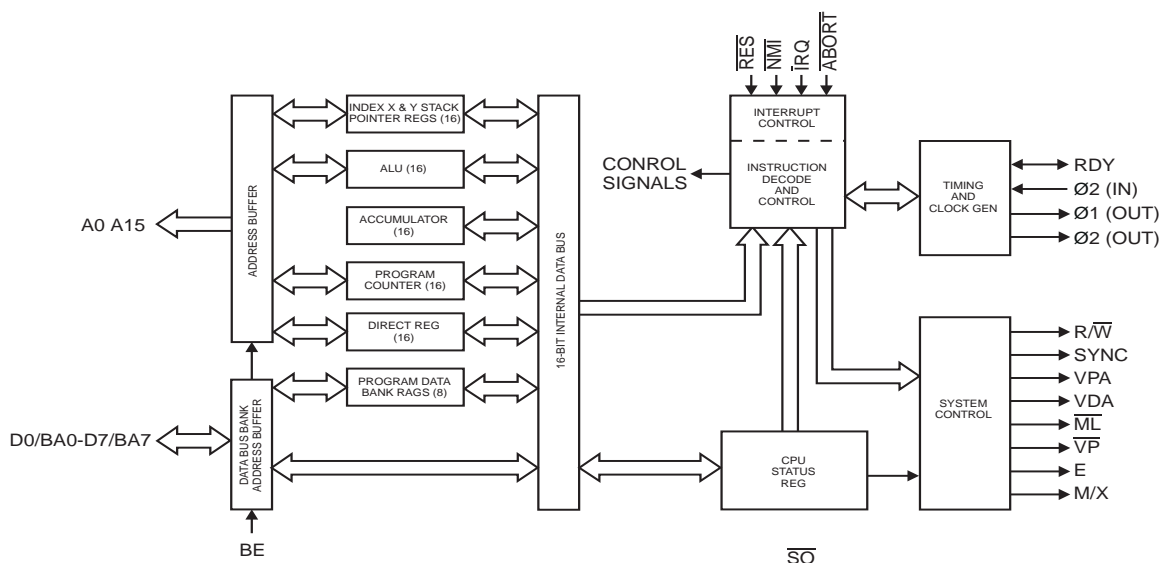 RES
NMI
IRQ
ABORT
INDEX X & Y STACK
POINTER REGS (16)
INTERRUPT
CONTROL
ALU (16)
CONROL
SIGNALS
INSTRUCTION
DECODE
AND
CONTROL
TIMING
AND
CLOCK GEN
RDY
Ø2 (IN)
Ø1 (OUT)
Ø2 (OUT)
A0 A15
ADDRESS BUFFER
ACCUMULATOR
(16)
16-BIT INTERNAL DATA BUS
PROGRAM
COUNTER (16)
DIRECT REG
(16)
PROGRAM DATA
BANK RAGS (8)
D0/BA0-D7/BA7
DATA BUS BANK
ADDRESS BUFFER
BE
CPU
STATUS
REG
SYSTEM
CONTROL
R/W
SYNC
VPA
VDA
ML
VP
E
M/X
SO